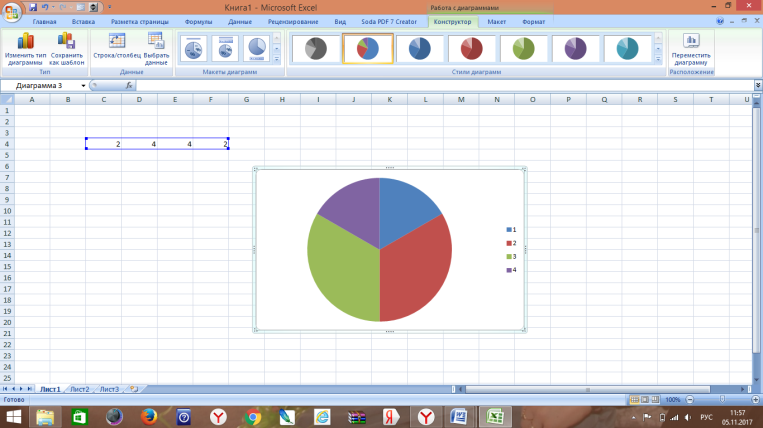 Книга1 - Microsoft Excel
Работа с диаграммами
Главная Вставка Разметка страницы Формулы Данные Рецензирование Вид Soda PDF 7 Creator Конструктор Макет Формат
Изменить тип диаграммы
Сохранить как шаблон
Строка/столбец
Выбрать данные
Переместить диаграмму
Тип Данные Макеты диаграмм Стили диаграмм Расположение
Диаграмма 3 fx
A B C D E F G H I J K L M N O P Q R S T U
1
2
3
4 2 4 4 2
5
6
7
8
9
10
11
12
13
14
15
16
17
18
19
20
21
22
23
24
25
1
2
3
4
Лист1 Лист2 Лист3
Готово 100%
РУС 11:57
05.11.2017